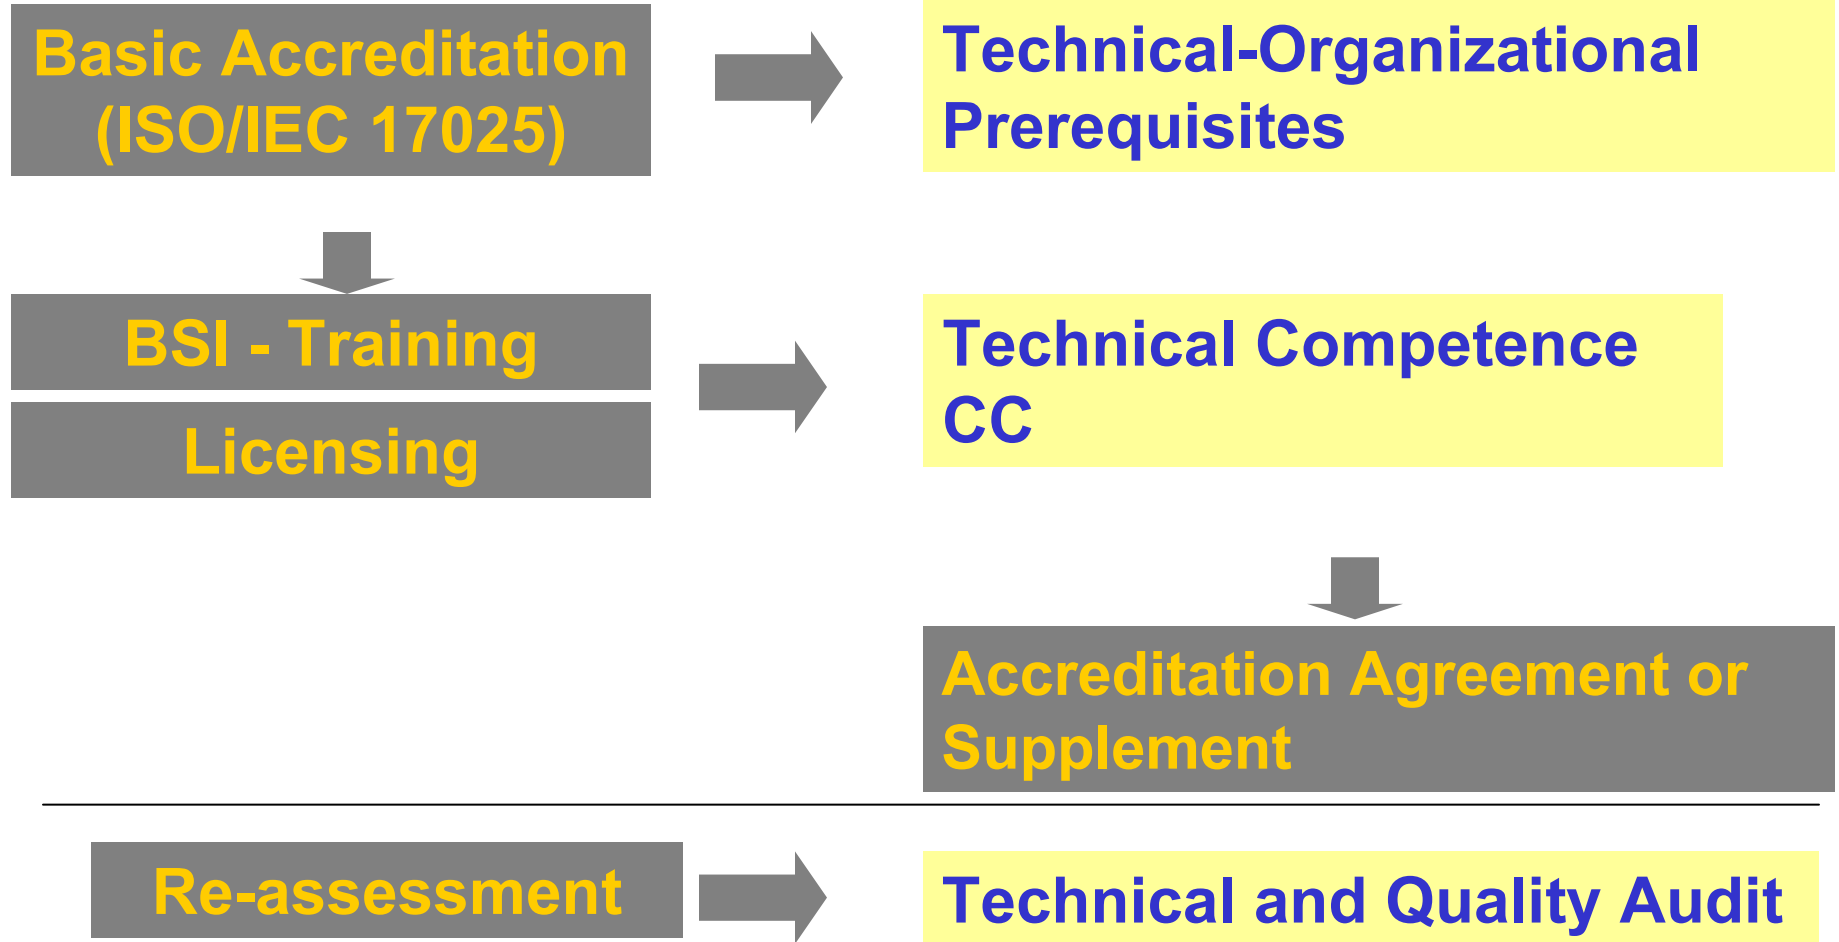 Basic Accreditation
(ISO/IEC 17025)
Technical-Organizational
Prerequisites
BSI - Training
Licensing
Technical Competence
CC
Accreditation Agreement or
Supplement
Re-assessment
Technical and Quality Audit